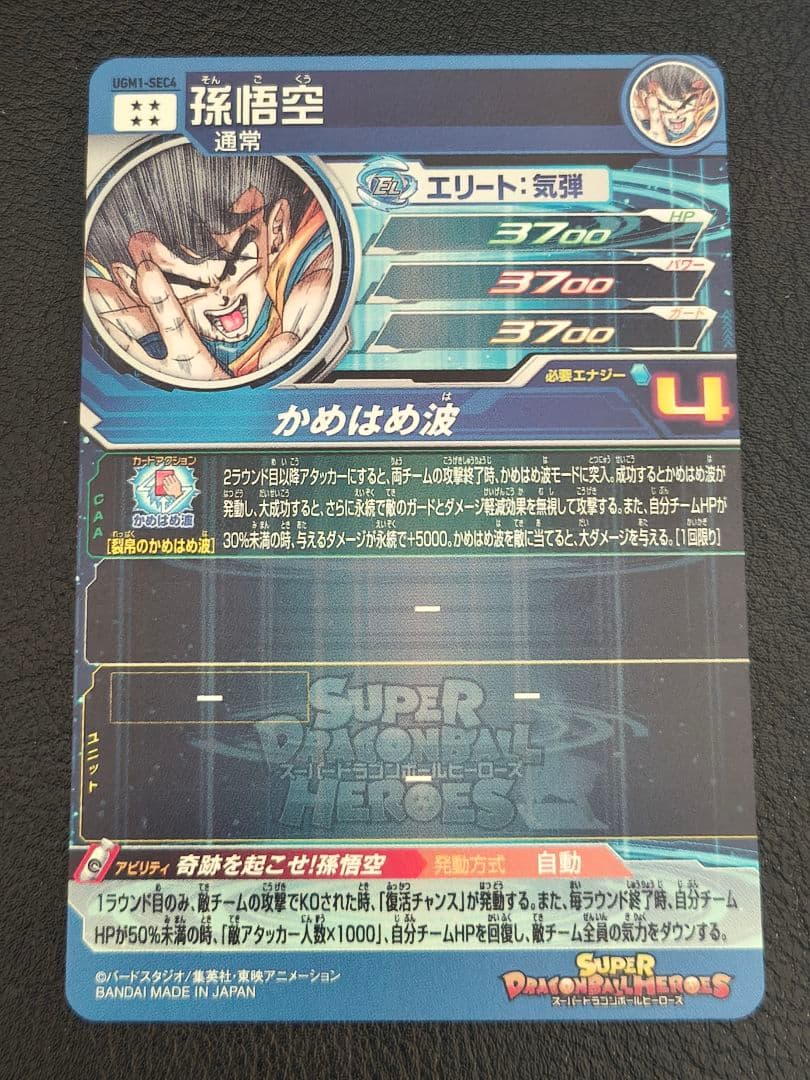 UGM1-SEC4
そん ご くう
孫悟空
通常
EL エリート:気弾
HP
3700
パワー
3700
ガード
3700
必要エナジー 4
は
かめはめ波
CAA
カードアクション
かめはめ波
れっぱく は
[裂帛のかめはめ波]
2ラウンド目以降アタッカーにすると、両チームの攻撃終了時、かめはめ波モードに突入。成功するとかめはめ波が
発動し、大成功すると、さらに永続で敵のガードとダメージ軽減効果を無視して攻撃する。また、自分チームHPが
30%未満の時、与えるダメージが永続で+5000。かめはめ波を敵に当てると、大ダメージを与える。[1回限り]
ー
ユニット
ー ー
ー
SUPER
DRAGONBALL
スーパードラゴンボールヒーローズ
HEROES
アビリティ 奇跡を起こせ!孫悟空 発動方式 自動
1ラウンド目のみ、敵チームの攻撃でKOされた時、「復活チャンス」が発動する。また、毎ラウンド終了時、自分チーム
HPが50%未満の時、「敵アタッカー人数×1000」、自分チームHPを回復し、敵チーム全員の気力をダウンする。
©バードスタジオ/集英社・東映アニメーション
BANDAI MADE IN JAPAN
SUPER
DRAGONBALL HEROES
スーパードラゴンボールヒーローズ